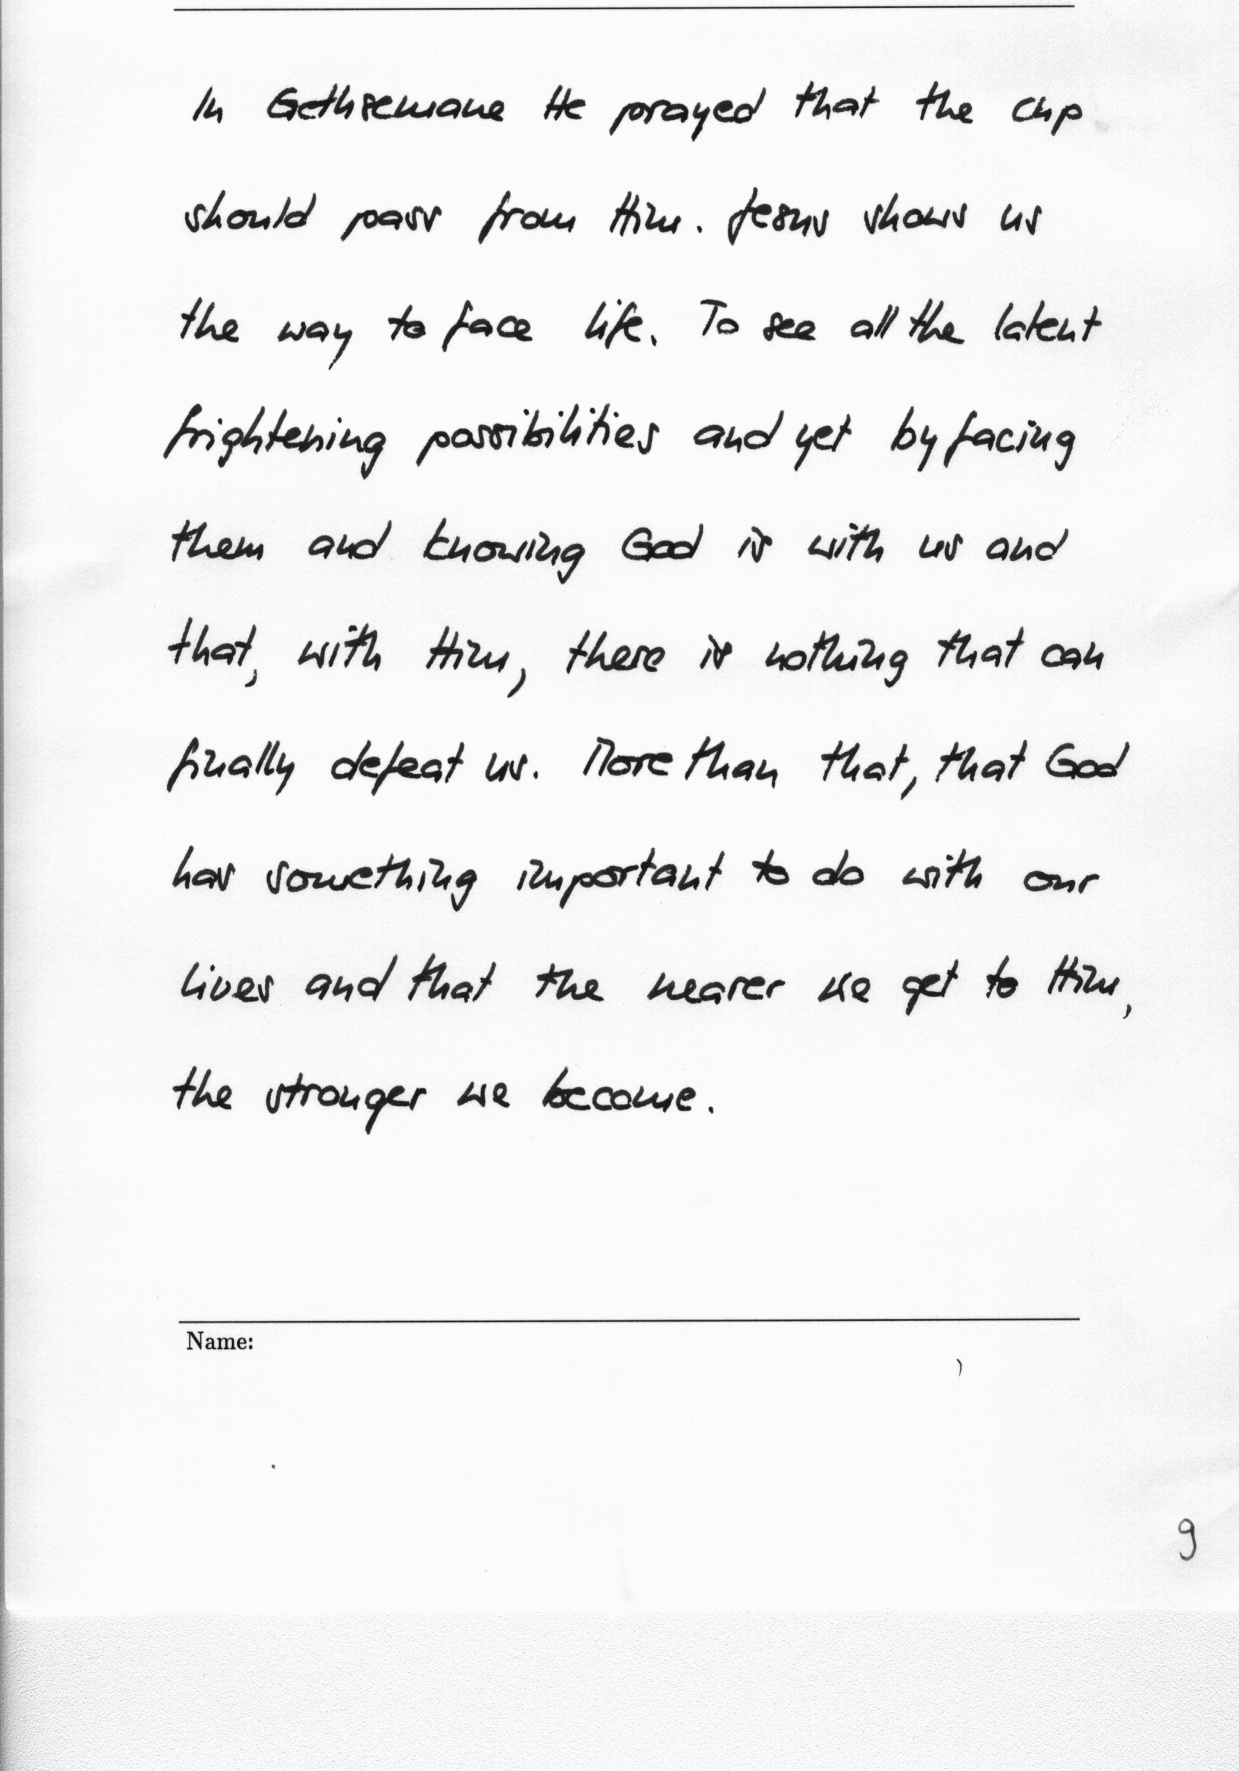 In Gethsemane He prayed that the cup
should pass from Him. Jesus shows us
the way to face life. To see all the latent
frightening possibilities and yet by facing
them and knowing God is with us and
that, with Him, there is nothing that can
finally defeat us. More than that, that God
has something important to do with our
lives and that the nearer we get to Him,
the stronger we become.
Name:
9